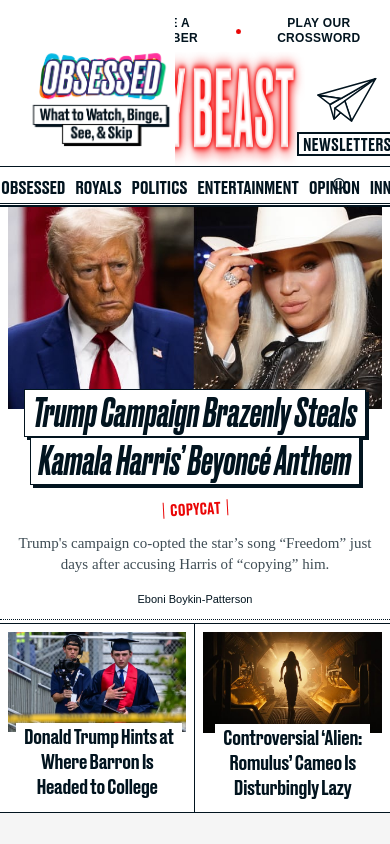 E A
BER
PLAY OUR
CROSSWORD
OBSESSED
What to Watch, Binge,
See, & Skip
Y BEAST
NEWSLETTERS
OBSESSED ROYALS POLITICS ENTERTAINMENT OPINION INN
Trump Campaign Brazenly Steals
Kamala Harris’ Beyoncé Anthem
COPYCAT
Trump's campaign co-opted the star’s song “Freedom” just
days after accusing Harris of “copying” him.
Eboni Boykin-Patterson
Donald Trump Hints at
Where Barron Is
Headed to College
Controversial ‘Alien:
Romulus’ Cameo Is
Disturbingly Lazy